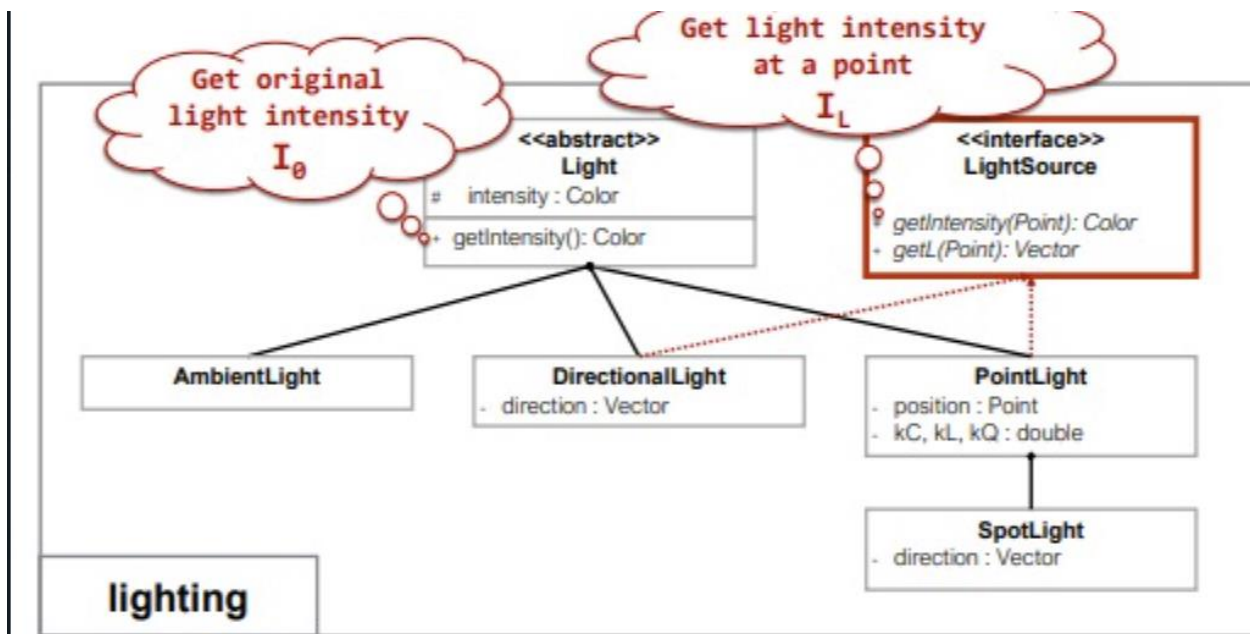 Get original
light intensity
I₀
Get light intensity
at a point
I_L
<<abstract>>
Light
# intensity : Color
+ getIntensity(): Color
<<interface>>
LightSource
getIntensity(Point): Color
+ getL(Point): Vector
AmbientLight
DirectionalLight
- direction : Vector
PointLight
- position : Point
- kC, kL, kQ : double
SpotLight
- direction : Vector
lighting